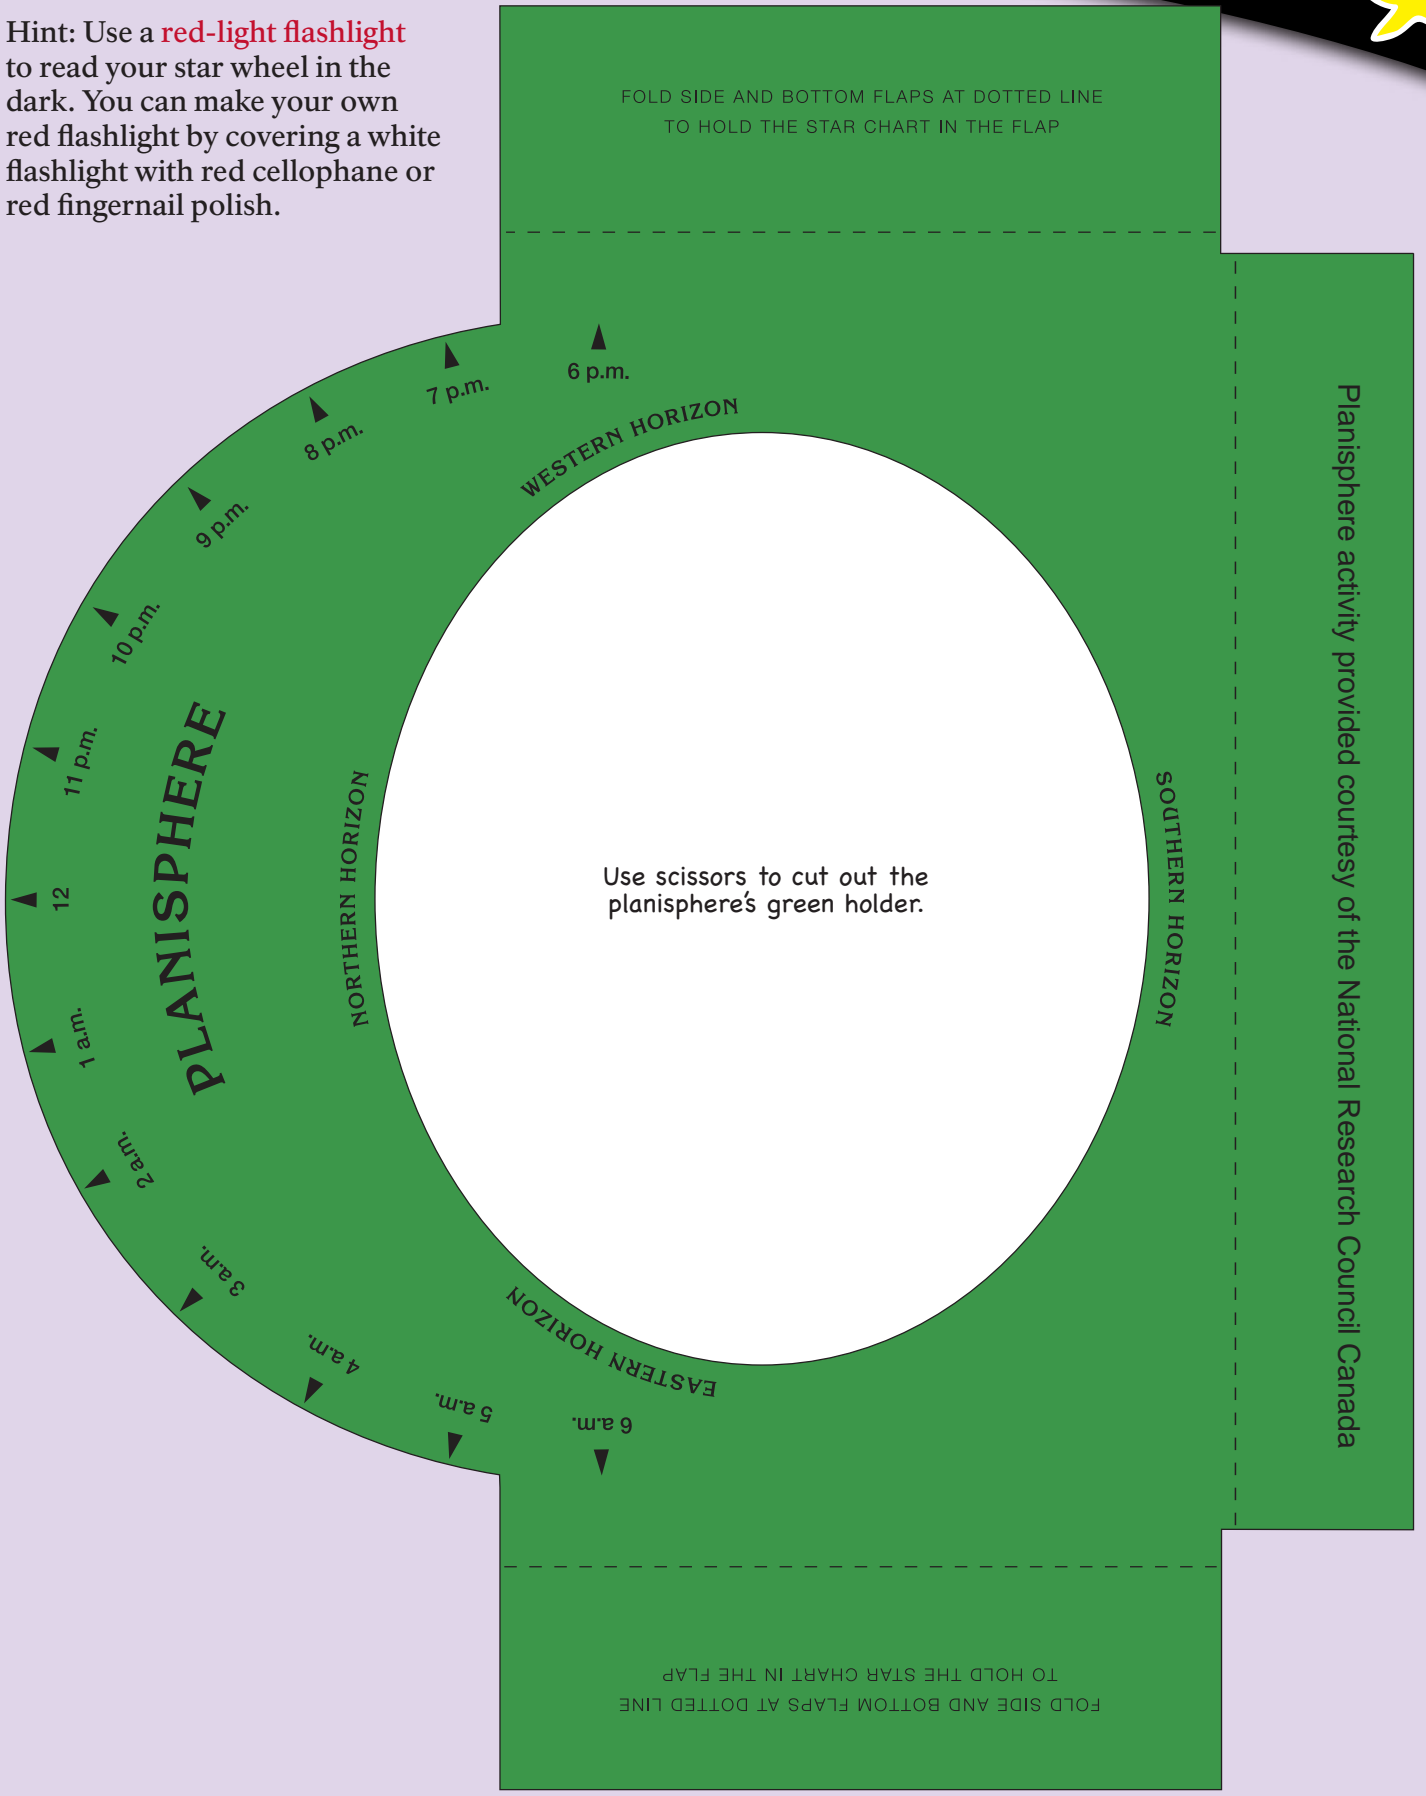 Hint: Use a red-light flashlight
to read your star wheel in the
dark. You can make your own
red flashlight by covering a white
flashlight with red cellophane or
red fingernail polish.
FOLD SIDE AND BOTTOM FLAPS AT DOTTED LINE
TO HOLD THE STAR CHART IN THE FLAP
6 p.m.
7 p.m.
8 p.m.
9 p.m.
10 p.m.
11 p.m.
12
1 a.m.
2 a.m.
3 a.m.
4 a.m.
5 a.m.
6 a.m.
PLANISPHERE
WESTERN HORIZON
NORTHERN HORIZON
SOUTHERN HORIZON
EASTERN HORIZON
Use scissors to cut out the
planisphere's green holder.
Planisphere activity provided courtesy of the National Research Council Canada
FOLD SIDE AND BOTTOM FLAPS AT DOTTED LINE
TO HOLD THE STAR CHART IN THE FLAP